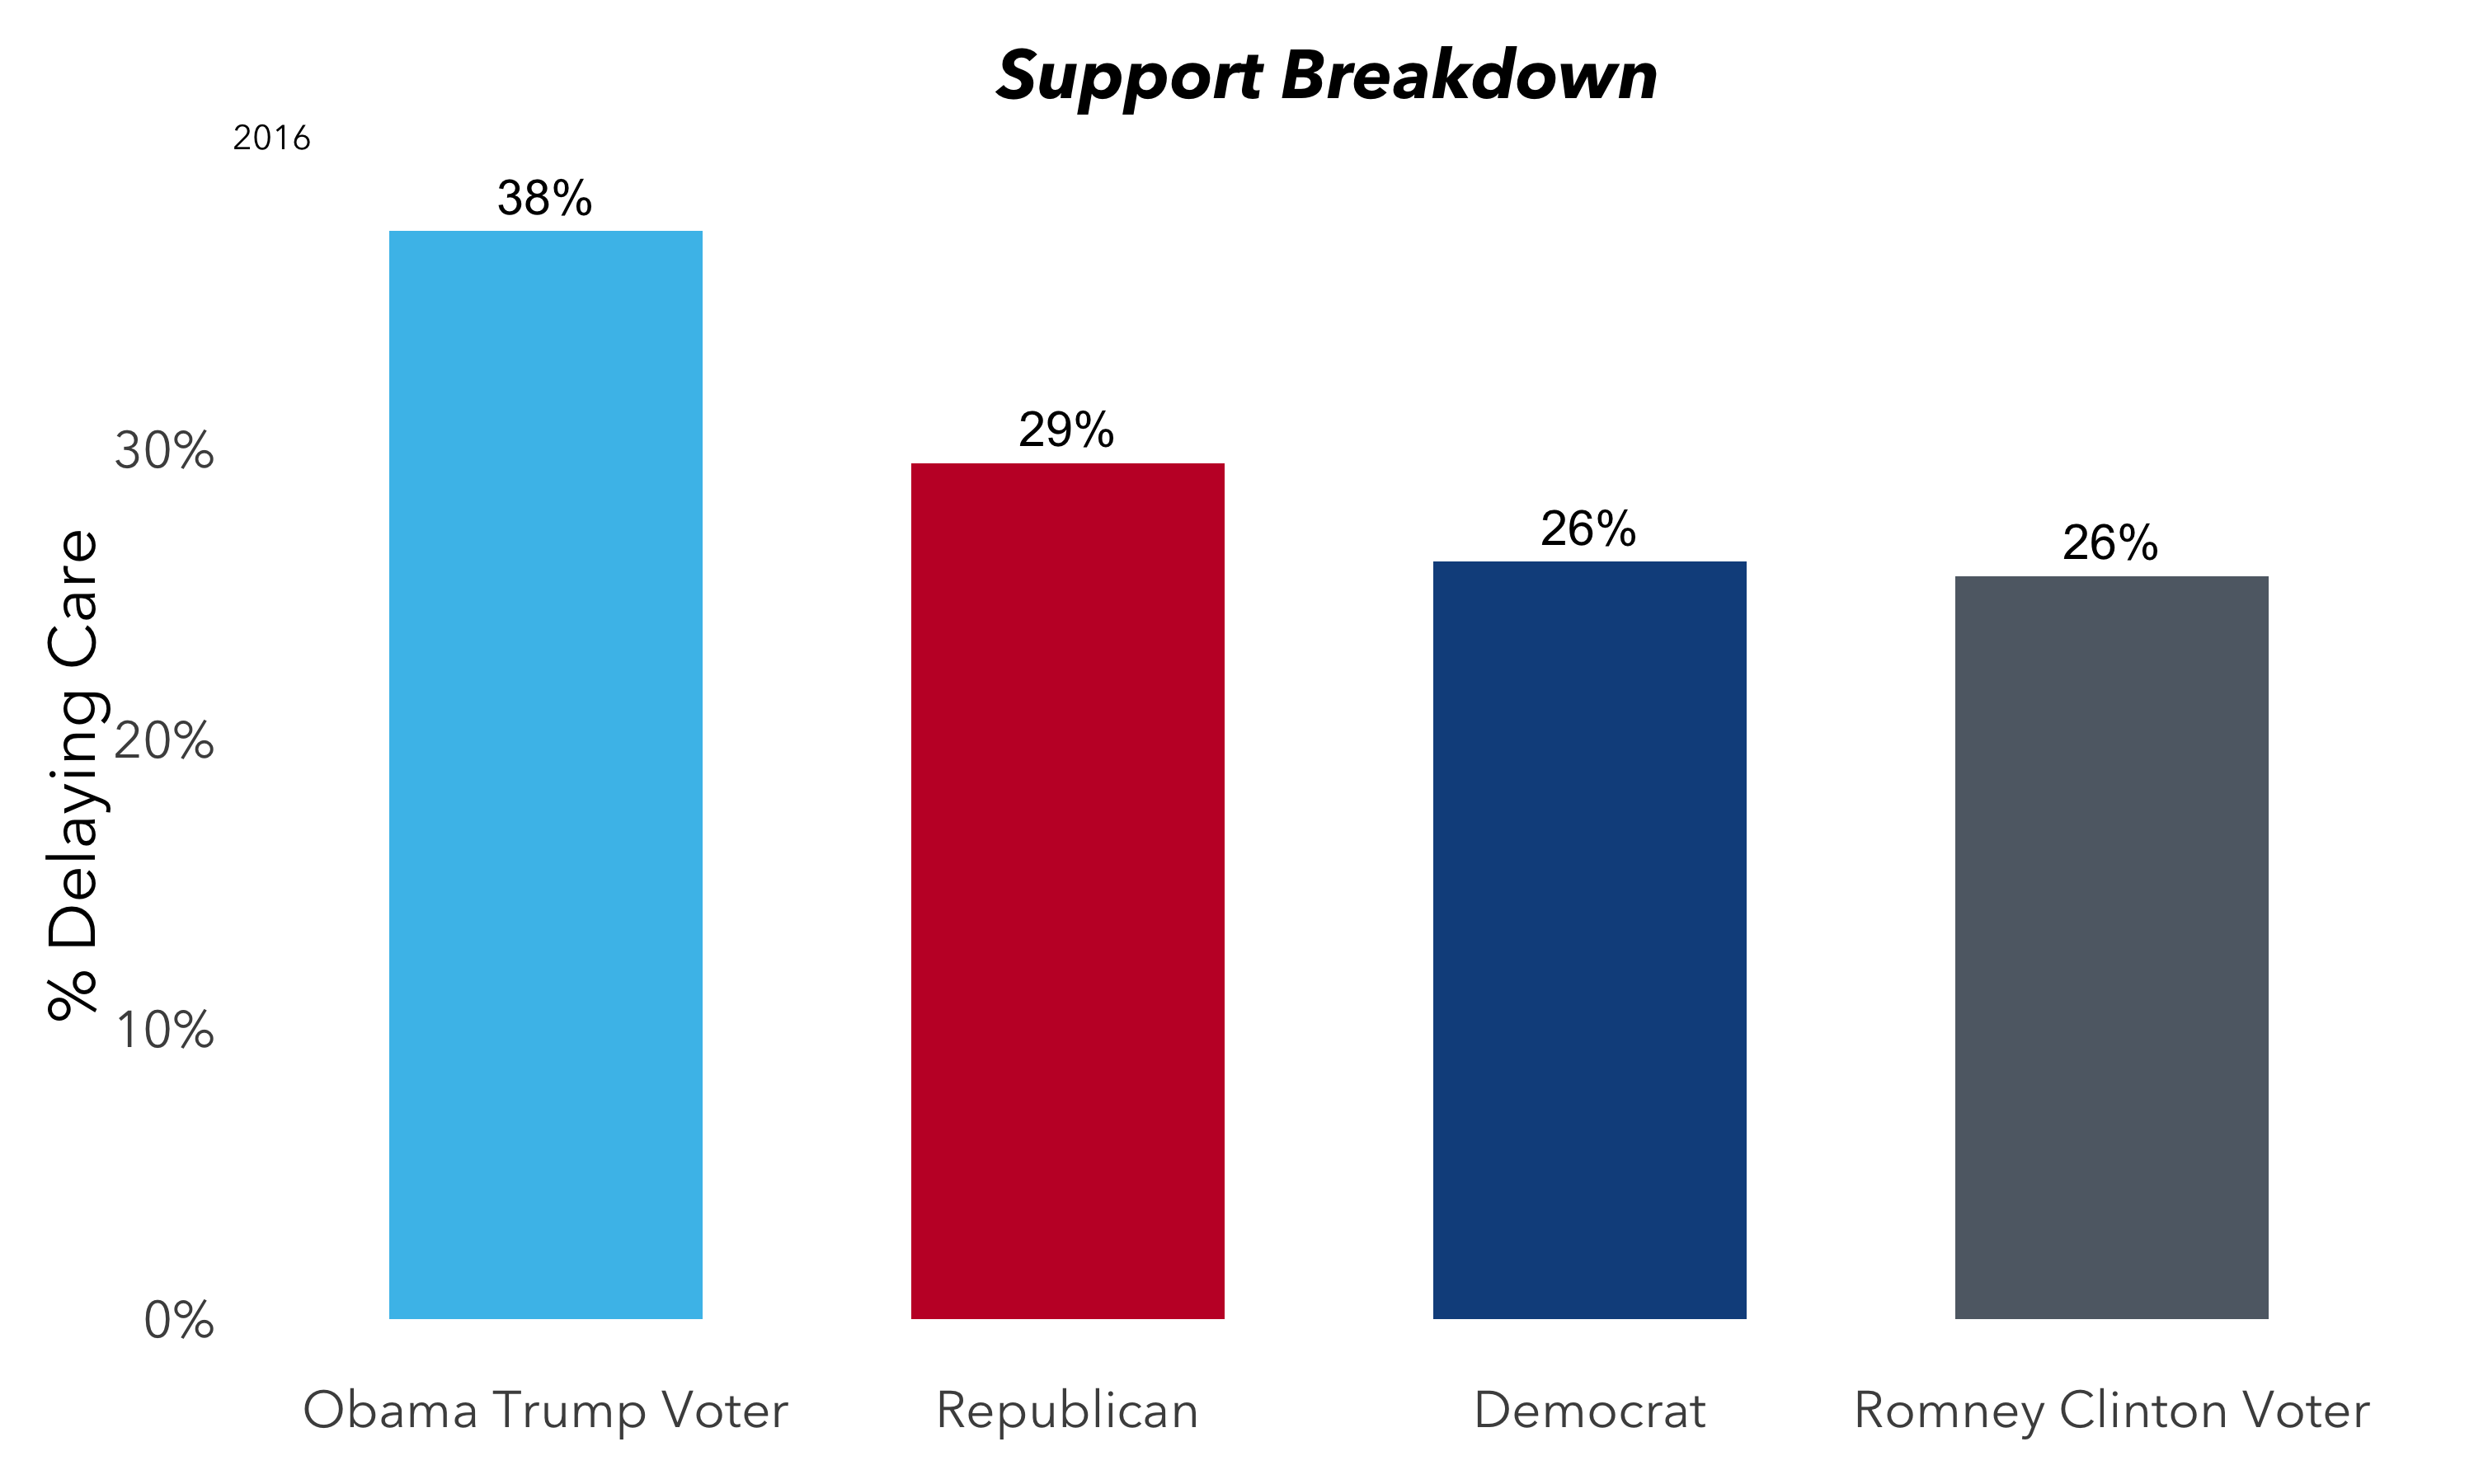 Support Breakdown
2016
38%
29%
26%
26%
30%
20%
10%
0%
% Delaying Care
Obama Trump Voter
Republican
Democrat
Romney Clinton Voter